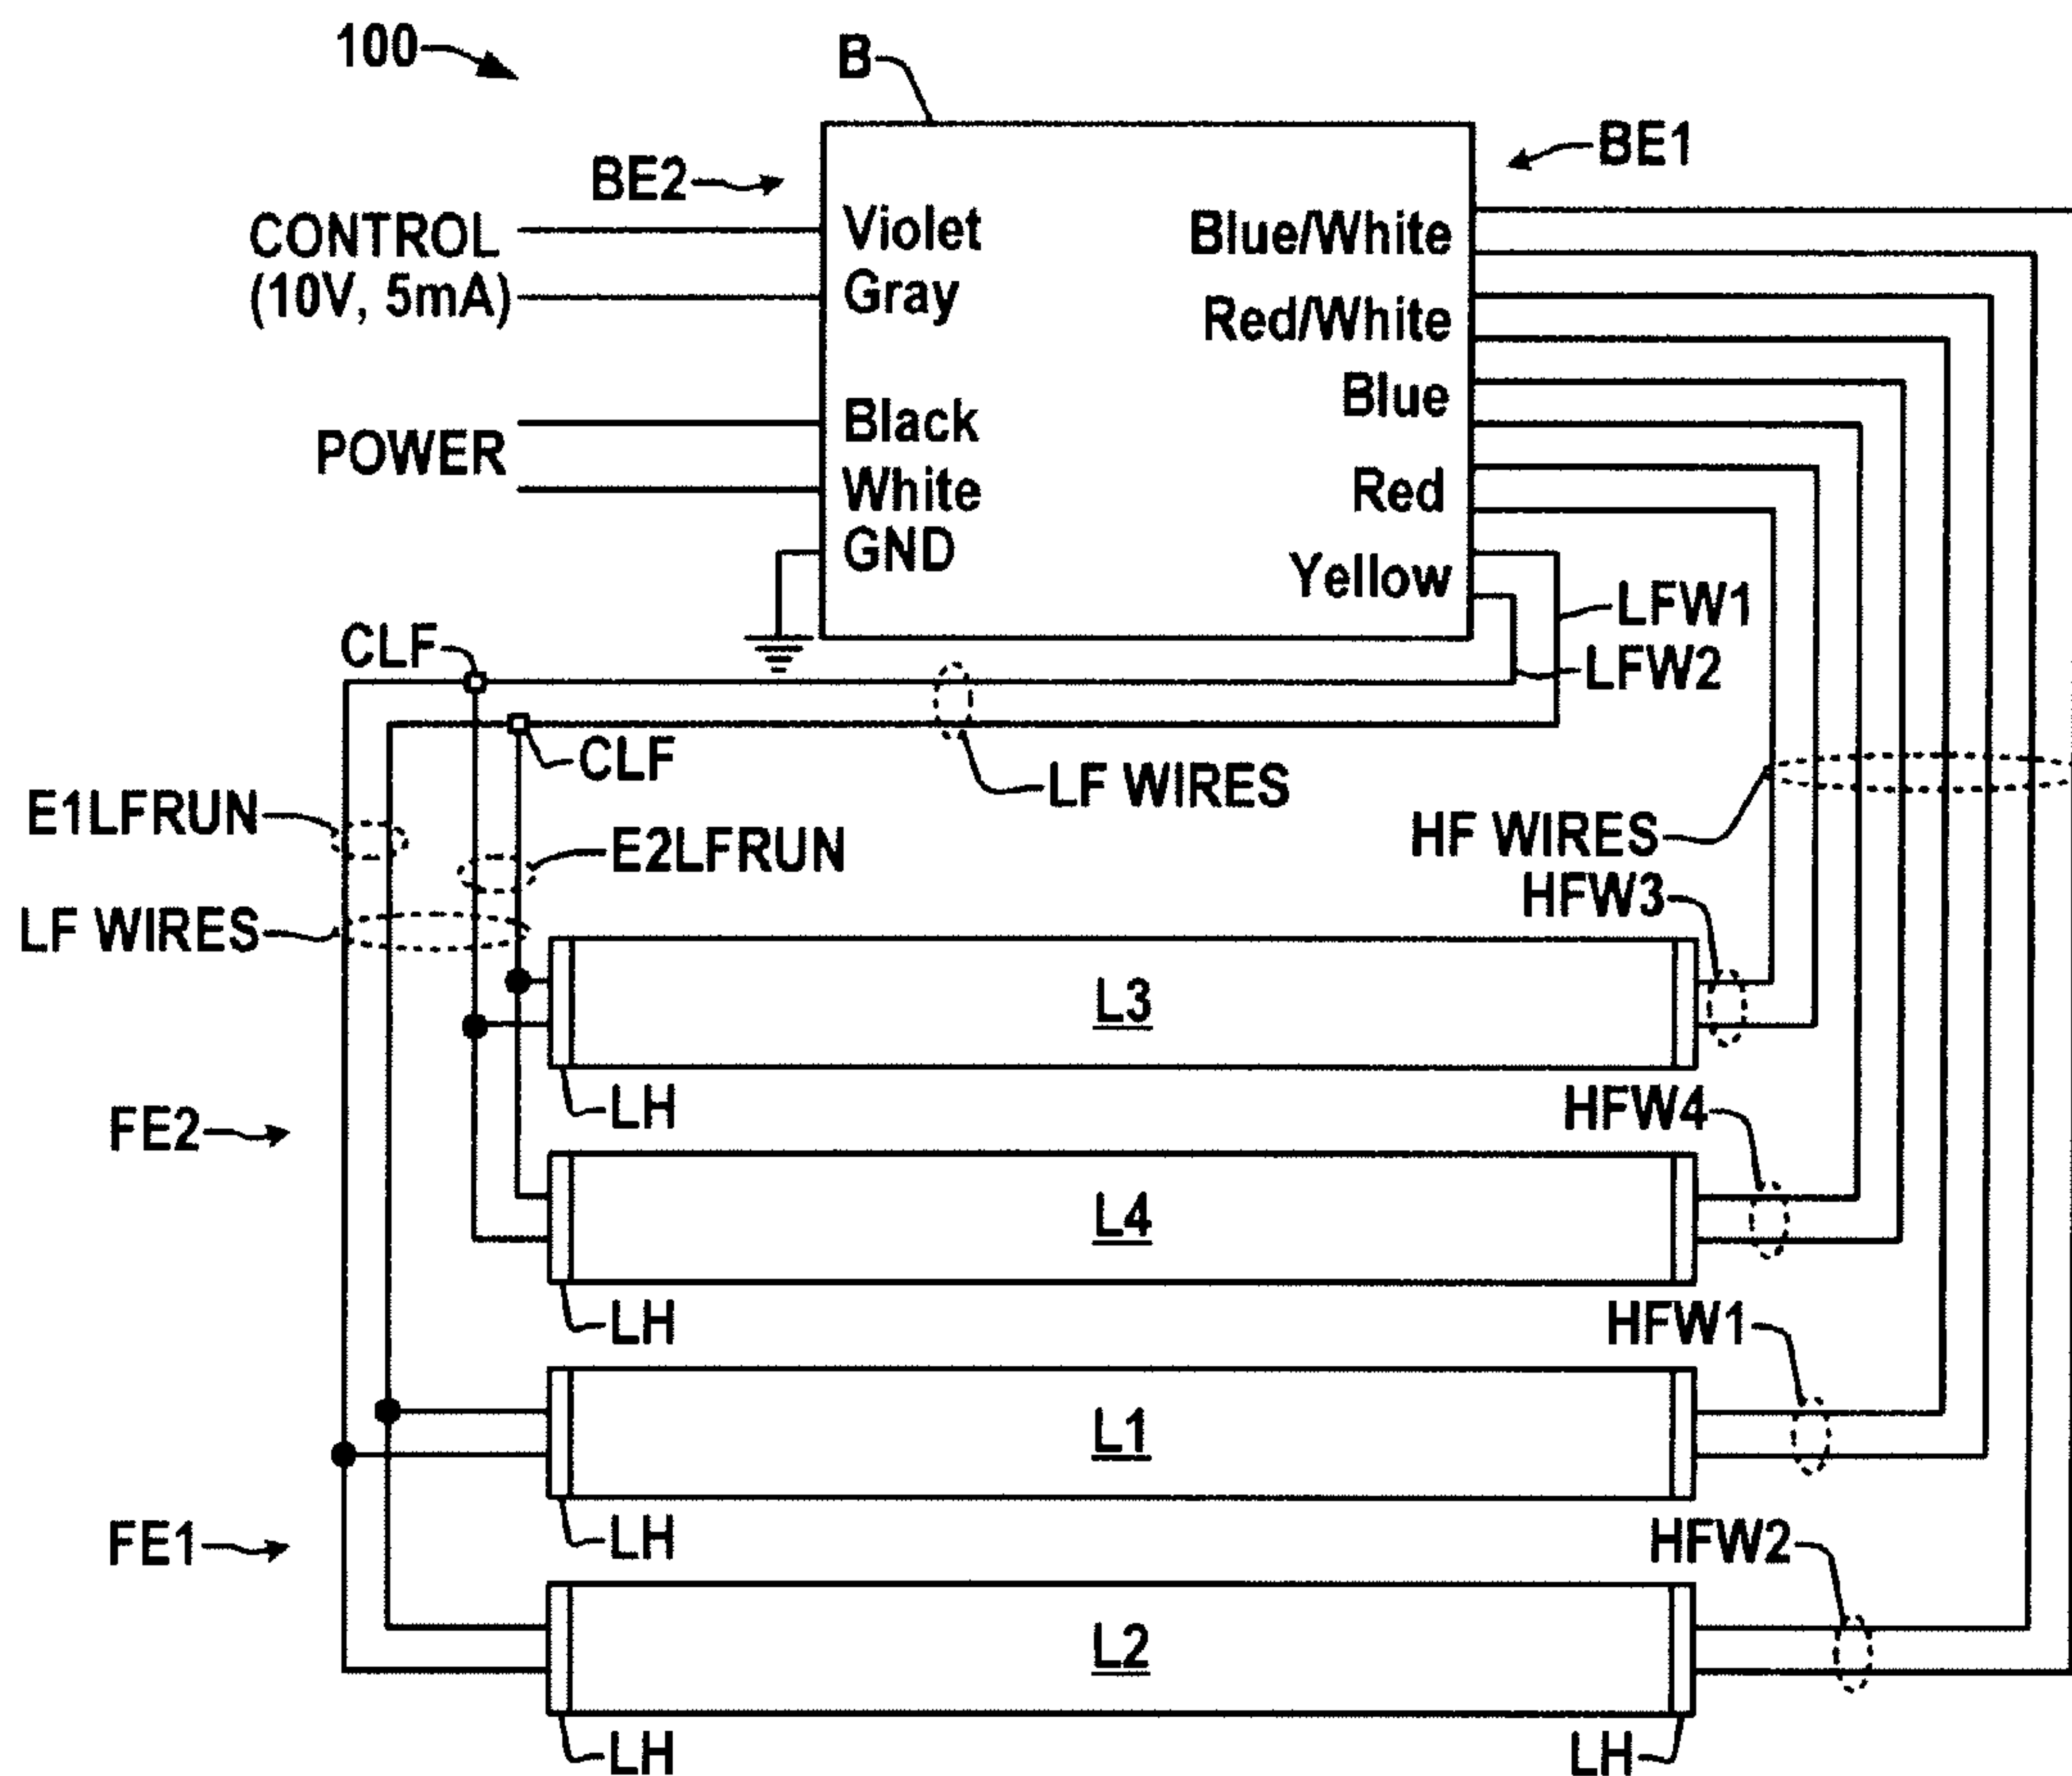 100
B
BE2
BE1
CONTROL
(10V, 5mA)
Violet
Gray
Blue/White
Red/White
Blue
POWER
Black
White
GND
Red
Yellow
LFW1
LFW2
CLF
CLF
LF WIRES
E1LFRUN
E2LFRUN
HF WIRES
LF WIRES
HFW3
L3
LH
HFW4
FE2
L4
LH
HFW1
L1
LH
FE1
HFW2
L2
LH
LH